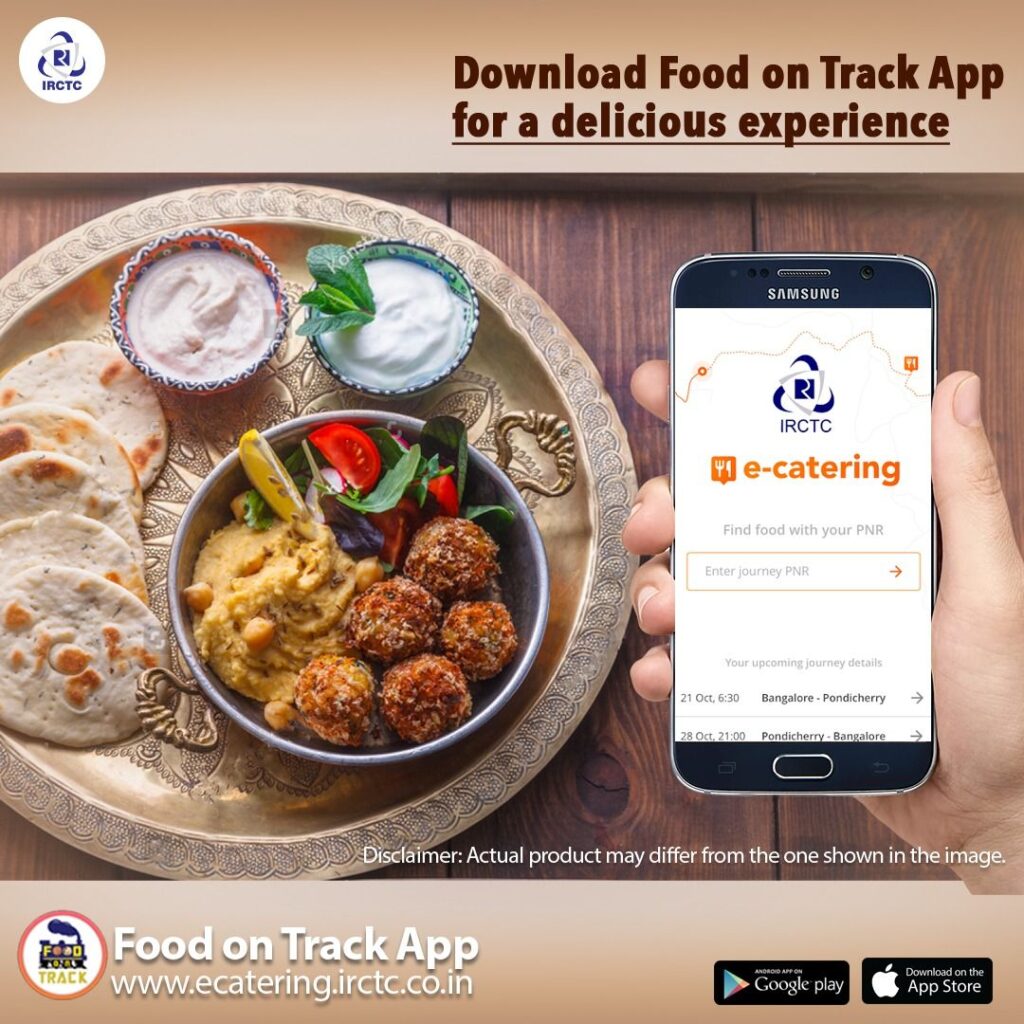 IRCTC
Download Food on Track App
for a delicious experience
SAMSUNG
IRCTC
e-catering
Find food with your PNR
Enter journey PNR
Your upcoming journey details
21 Oct, 6:30 Bangalore - Pondicherry
28 Oct, 21:00 Pondicherry - Bangalore
Disclaimer: Actual product may differ from the one shown in the image.
FOOD
ON
TRACK
Food on Track App
www.ecatering.irctc.co.in
ANDROID APP ON
Google play
Download on the
App Store